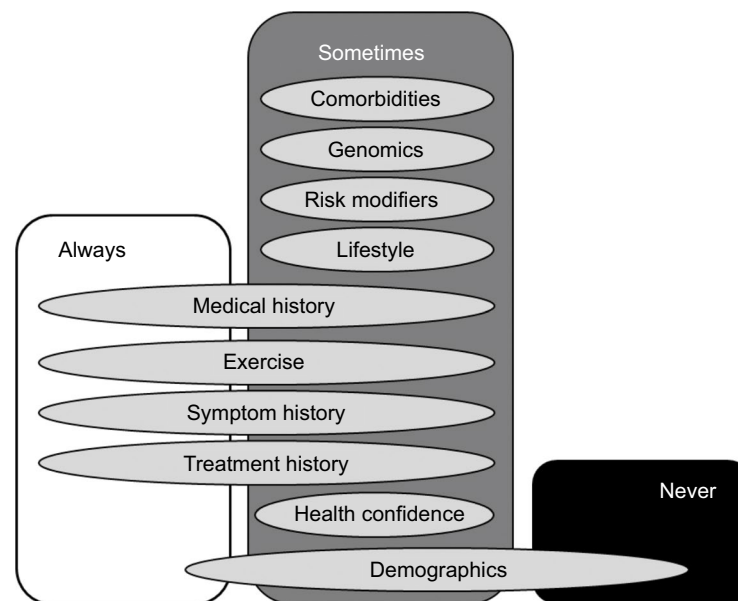 Sometimes
Comorbidities
Genomics
Risk modifiers
Lifestyle
Always
Medical history
Exercise
Symptom history
Treatment history
Never
Health confidence
Demographics